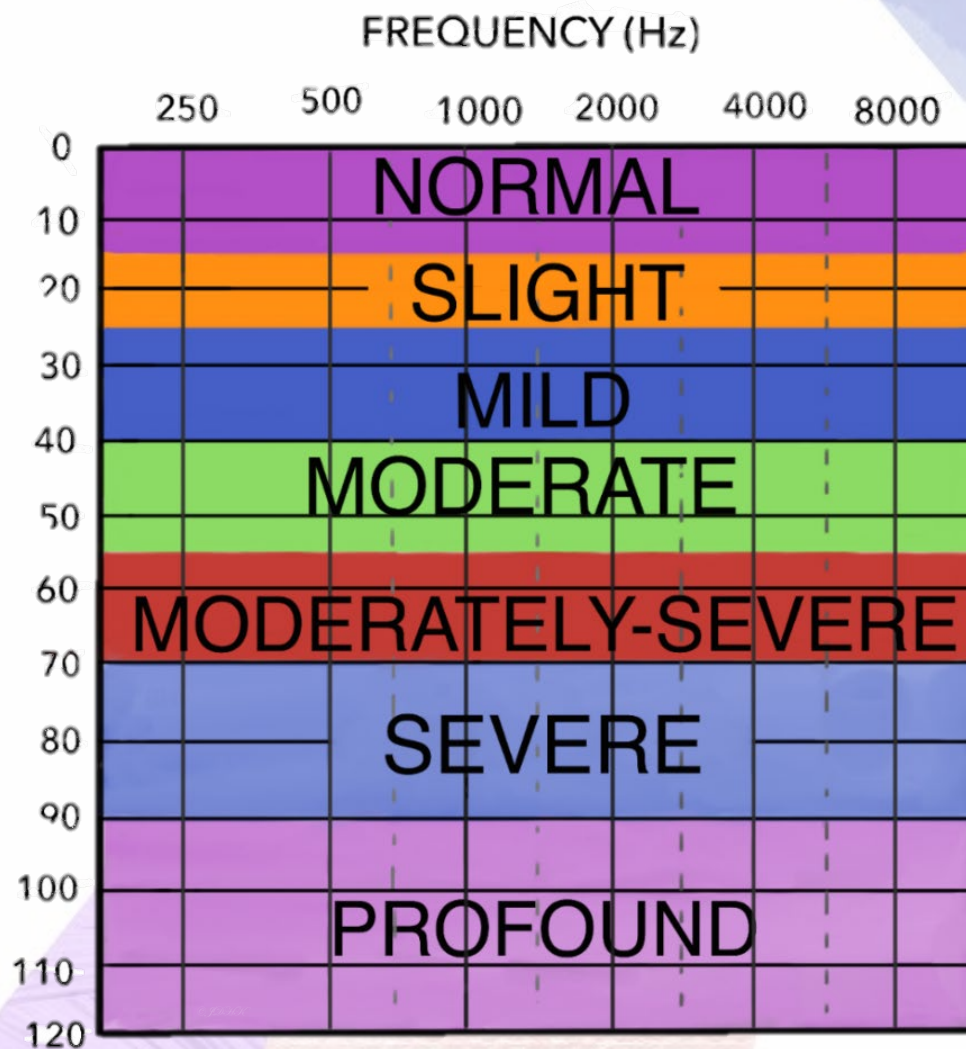 FREQUENCY (Hz)
250 500 1000 2000 4000 8000
0
NORMAL
10
20 SLIGHT
30
MILD
40
MODERATE
50
60
MODERATELY-SEVERE
70
80 SEVERE
90
100
PROFOUND
110
120